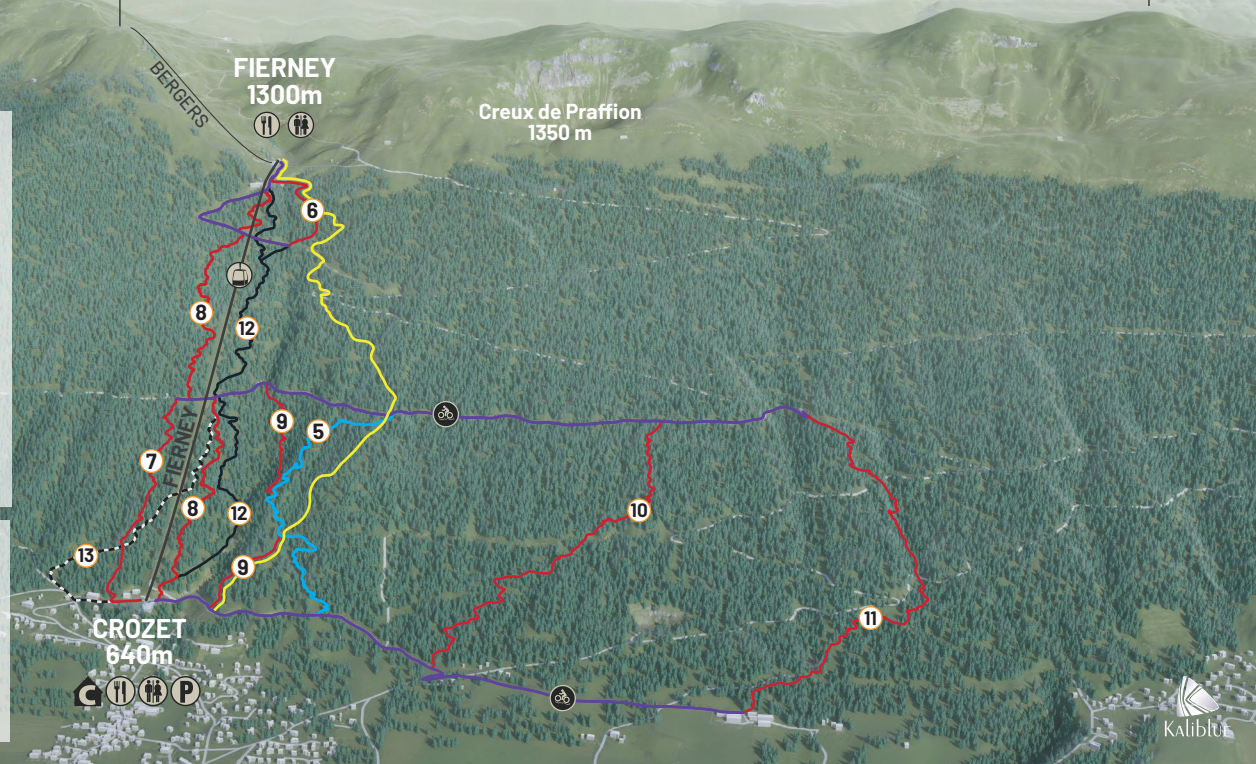 BERGERS
FIERNEY
1300m
Creux de Praffion
1350 m
6
8
12
FIERNEY
9
5
7
8
12
10
13
9
11
CROZET
640m
C
P
Kaliblue